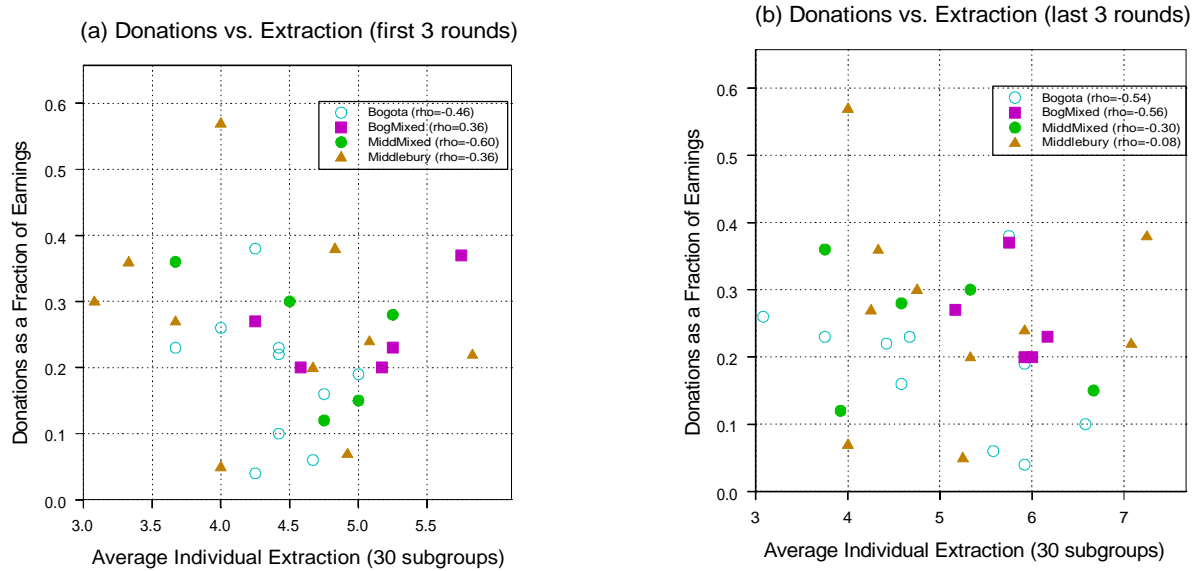 (a) Donations vs. Extraction (first 3 rounds)
Donations as a Fraction of Earnings
0.6
0.5
0.4
0.3
0.2
0.1
0.0
Bogota (rho=-0.46)
BogMixed (rho=0.36)
MiddMixed (rho=-0.60)
Middlebury (rho=-0.36)
3.0 3.5 4.0 4.5 5.0 5.5
Average Individual Extraction (30 subgroups)
(b) Donations vs. Extraction (last 3 rounds)
Donations as a Fraction of Earnings
0.6
0.5
0.4
0.3
0.2
0.1
0.0
Bogota (rho=-0.54)
BogMixed (rho=-0.56)
MiddMixed (rho=-0.30)
Middlebury (rho=-0.08)
3 4 5 6 7
Average Individual Extraction (30 subgroups)